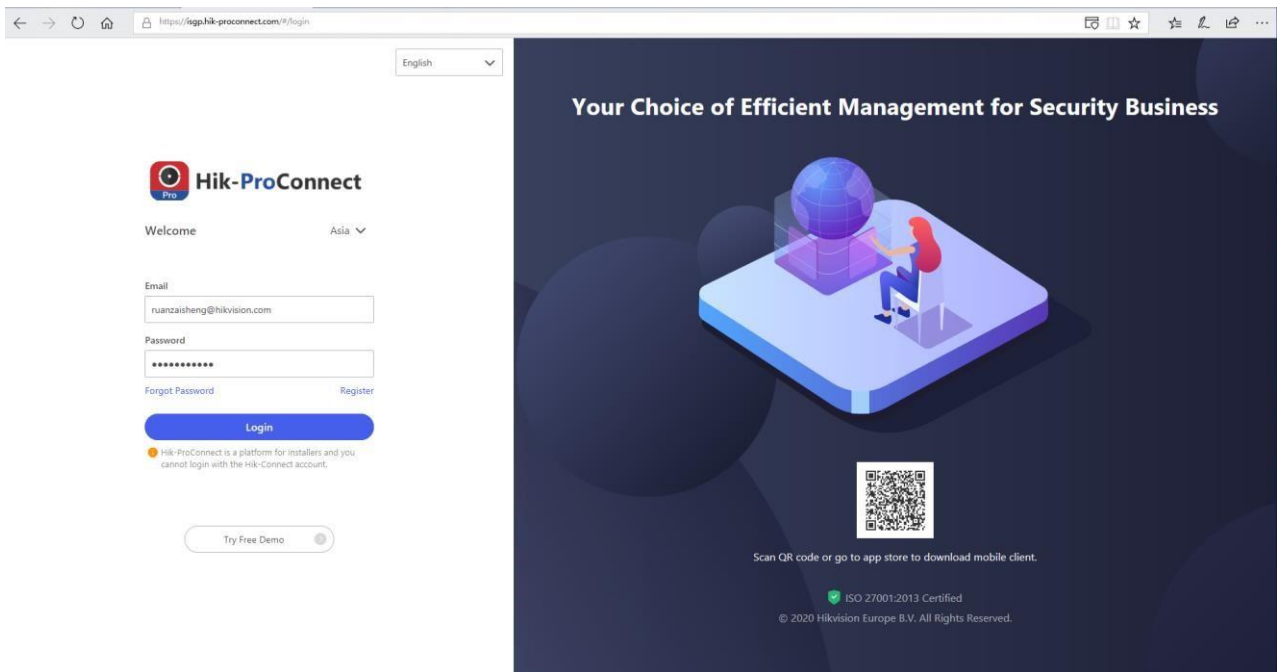 https://isgp.hik-proconnect.com/#/login
English
Your Choice of Efficient Management for Security Business
Pro
Hik-ProConnect
Welcome
Asia
Email
ruanzaisheng@hikvision.com
Password
Forgot Password
Register
Login
Hik-ProConnect is a platform for Installers and you
cannot login with the Hik-Connect account.
Try Free Demo
Scan QR code or go to app store to download mobile client.
ISO 27001:2013 Certified
© 2020 Hikvision Europe B.V. All Rights Reserved.